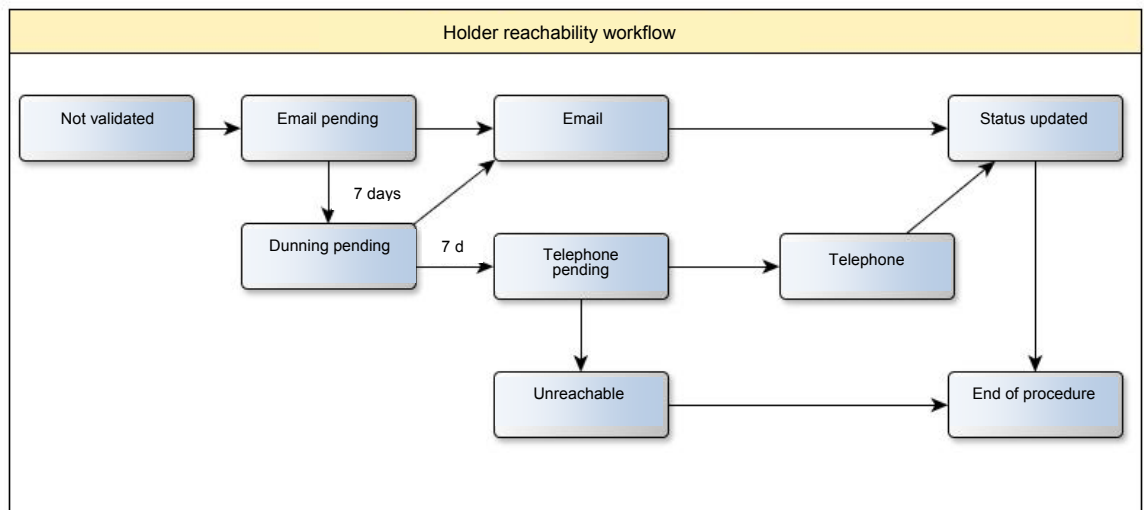 Holder reachability workflow
Not validated
Email pending
Email
Status updated
7 days
Dunning pending
7 d
Telephone
pending
Telephone
Unreachable
End of procedure